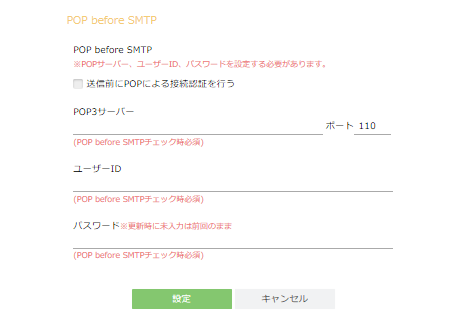 POP before SMTP
POP before SMTP
※POPサーバー、ユーザーID、パスワードを設定する必要があります。
送信前にPOPによる接続認証を行う
POP3サーバー
ポート 110
(POP before SMTPチェック時必須)
ユーザーID
(POP before SMTPチェック時必須)
パスワード※更新時に未入力は前回のまま
(POP before SMTPチェック時必須)
設定 キャンセル